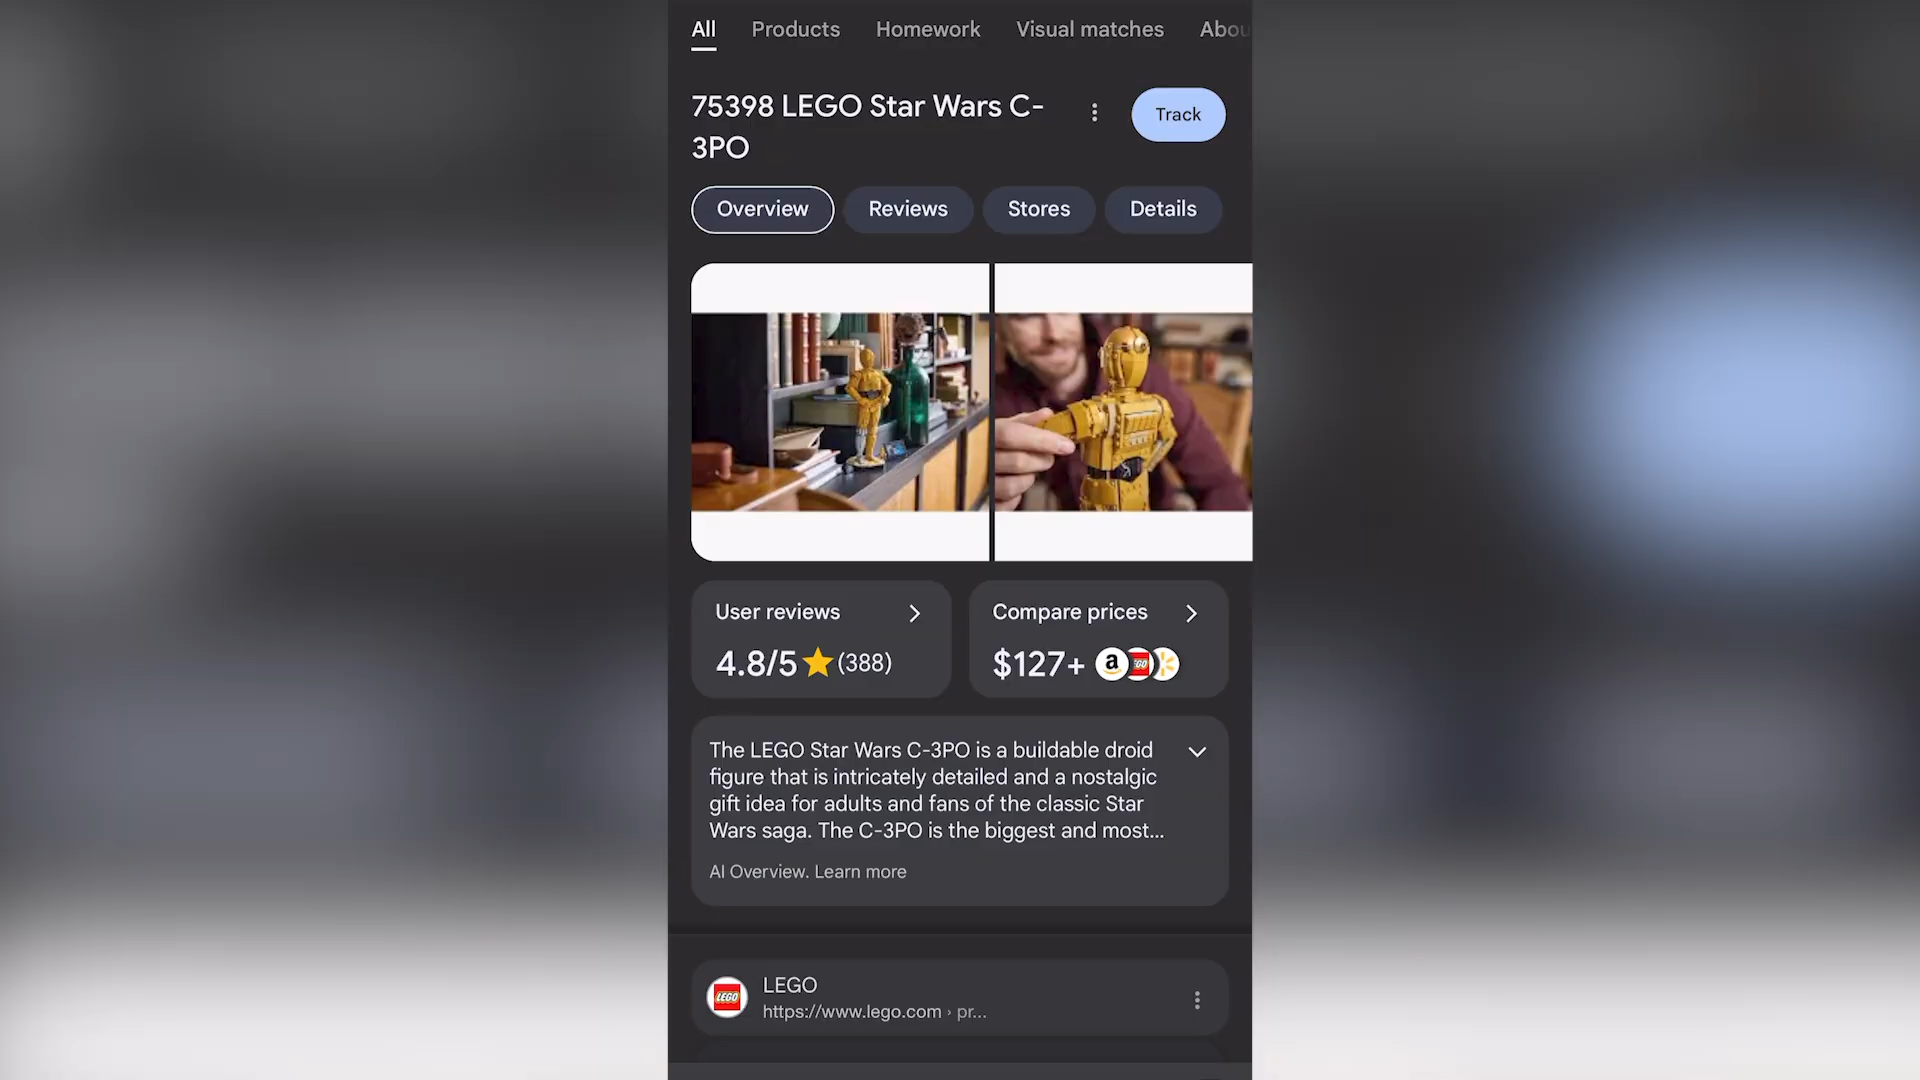 All Products Homework Visual matches Abou
75398 LEGO Star Wars C-
3PO
Track
Overview Reviews Stores Details
User reviews
4.8/5 (388)
Compare prices
$127+ a LEGO
The LEGO Star Wars C-3PO is a buildable droid
figure that is intricately detailed and a nostalgic
gift idea for adults and fans of the classic Star
Wars saga. The C-3PO is the biggest and most...
AI Overview. Learn more
LEGO
LEGO
https://www.lego.com › pr...